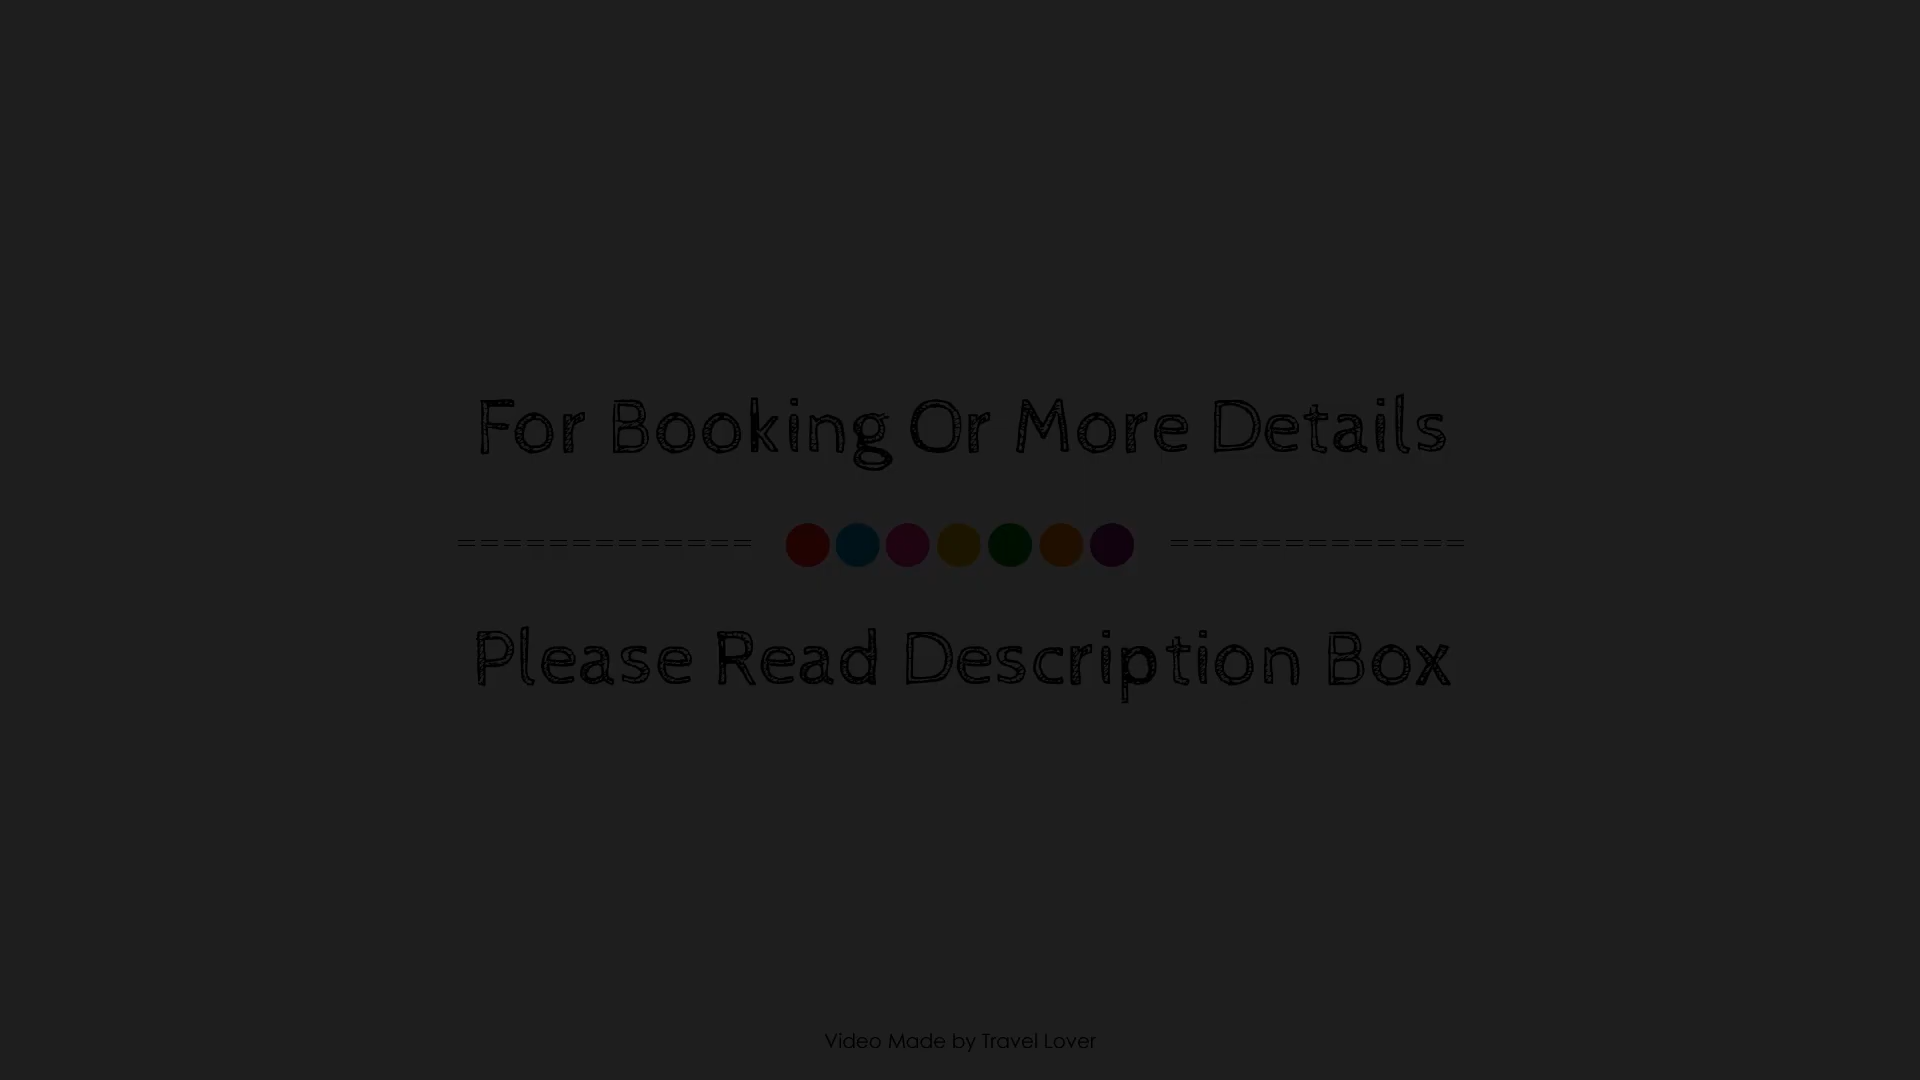 For Booking Or More Details
============= =============
Please Read Description Box
Video Made by Travel Lover